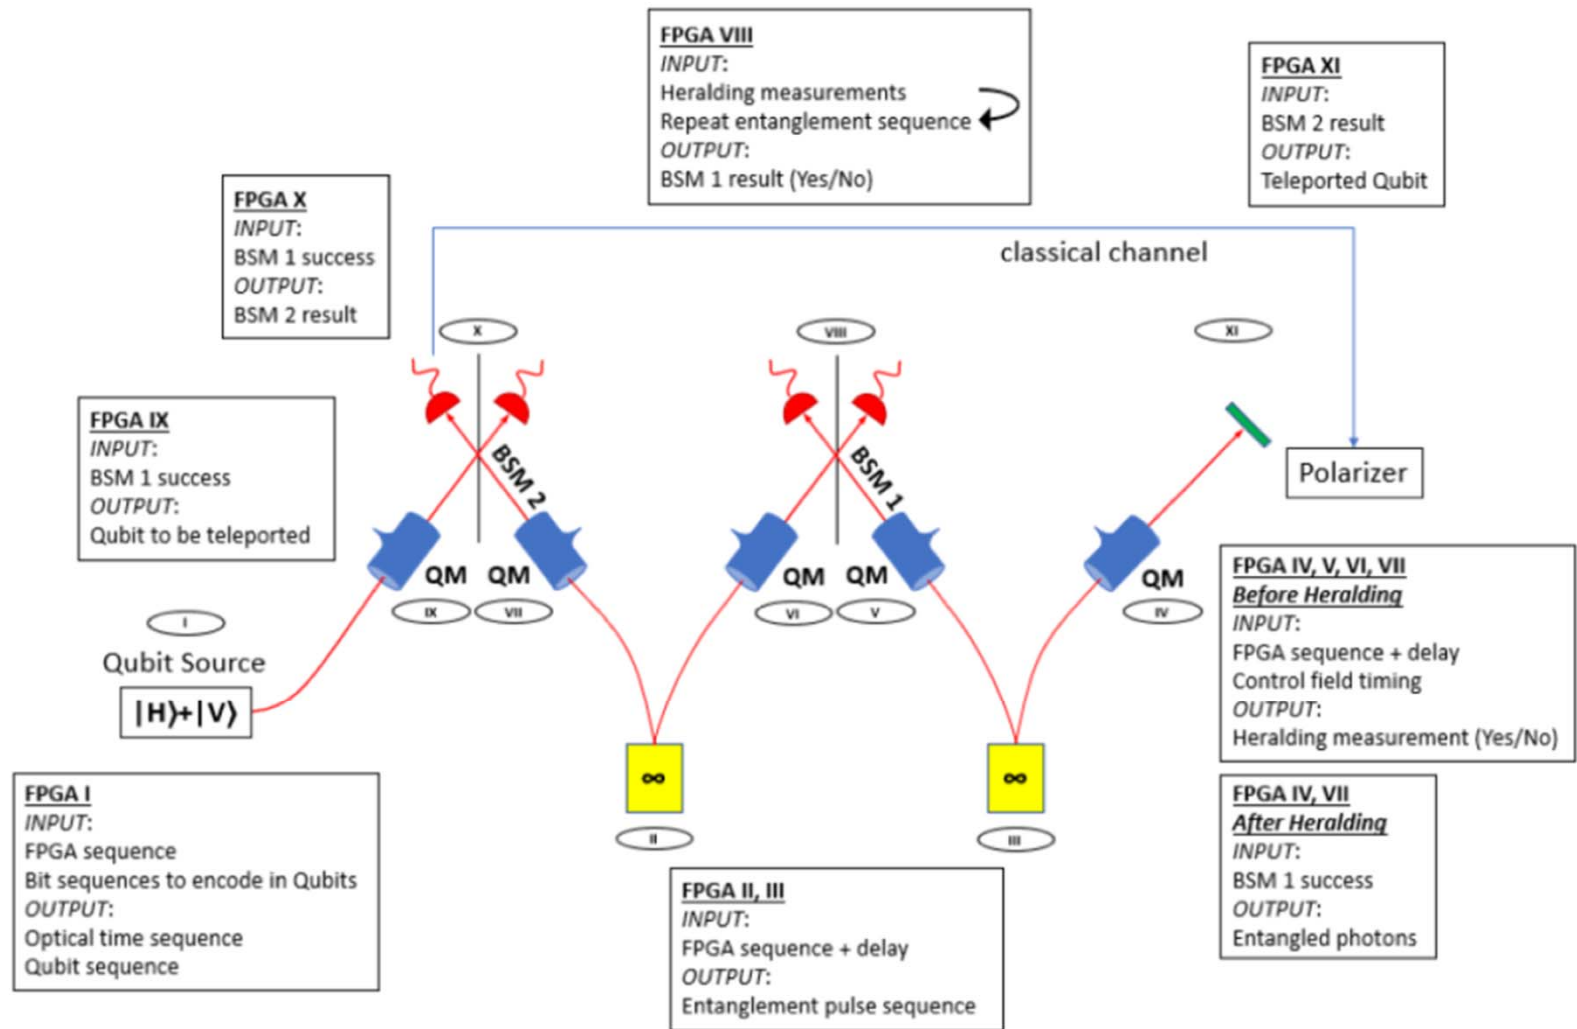 FPGA VIII
INPUT:
Heralding measurements
Repeat entanglement sequence
OUTPUT:
BSM 1 result (Yes/No)
FPGA XI
INPUT:
BSM 2 result
OUTPUT:
Teleported Qubit
FPGA X
INPUT:
BSM 1 success
OUTPUT:
BSM 2 result
classical channel
X
VIII
XI
FPGA IX
INPUT:
BSM 1 success
OUTPUT:
Qubit to be teleported
BSM 2
BSM 1
Polarizer
QM QM
QM QM
QM
IX
VII
VI
V
IV
I
Qubit Source
|H⟩+|V⟩
FPGA IV, V, VI, VII
Before Heralding
INPUT:
FPGA sequence + delay
Control field timing
OUTPUT:
Heralding measurement (Yes/No)
∞
∞
II
III
FPGA I
INPUT:
FPGA sequence
Bit sequences to encode in Qubits
OUTPUT:
Optical time sequence
Qubit sequence
FPGA II, III
INPUT:
FPGA sequence + delay
OUTPUT:
Entanglement pulse sequence
FPGA IV, VII
After Heralding
INPUT:
BSM 1 success
OUTPUT:
Entangled photons